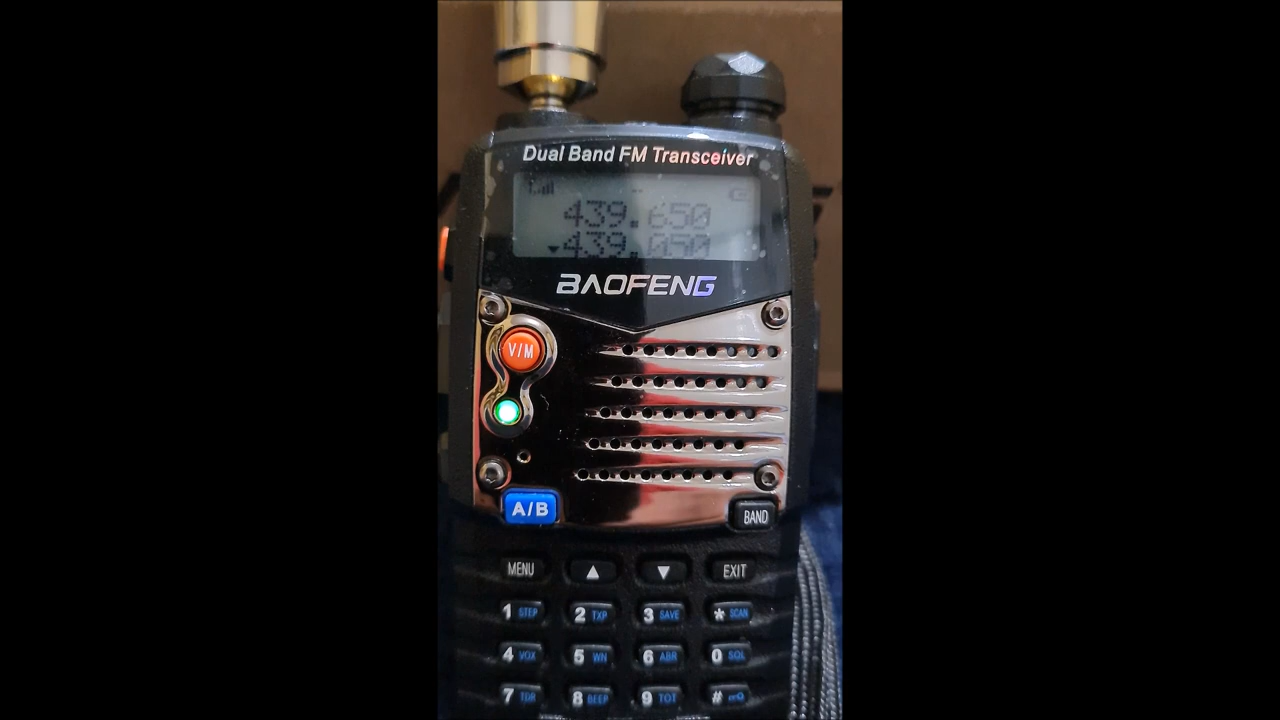 Dual Band FM Transceiver
439.650
439.050
BAOFENG
V/M
A/B
BAND
MENU ▲ ▼ EXIT
1 STEP 2 TXP 3 SAVE * SCAN
4 VOX 5 WN 6 ABR 0 SQL
7 TDR 8 BEEP 9 TOT #